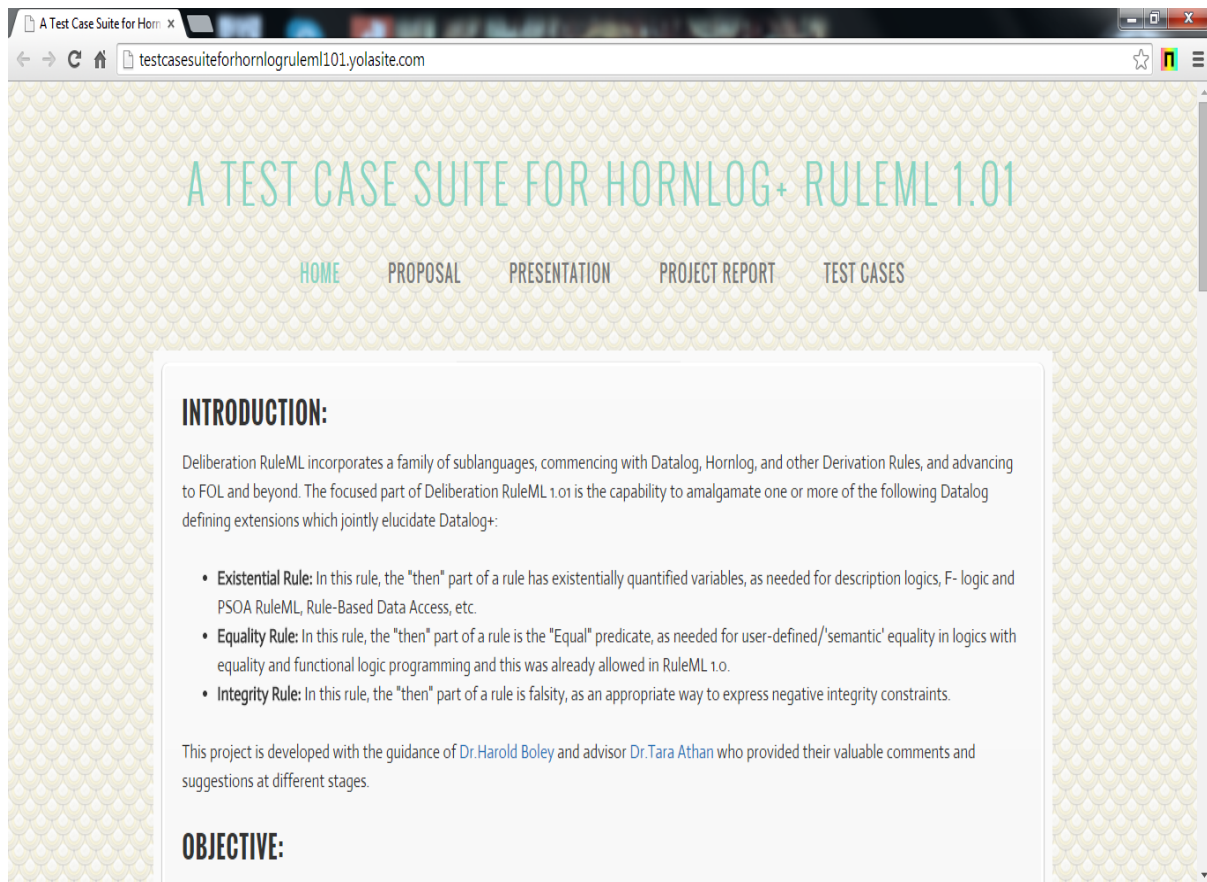 A Test Case Suite for Horn
testcasesuiteforhornlogruleml101.yolasite.com
A TEST CASE SUITE FOR HORNLOG+ RULEML 1.01
HOME PROPOSAL PRESENTATION PROJECT REPORT TEST CASES
INTRODUCTION:
Deliberation RuleML incorporates a family of sublanguages, commencing with Datalog, Hornlog, and other Derivation Rules, and advancing
to FOL and beyond. The focused part of Deliberation RuleML 1.01 is the capability to amalgamate one or more of the following Datalog
defining extensions which jointly elucidate Datalog+:
• Existential Rule: In this rule, the "then" part of a rule has existentially quantified variables, as needed for description logics, F- logic and
PSOA RuleML, Rule-Based Data Access, etc.
• Equality Rule: In this rule, the "then" part of a rule is the "Equal" predicate, as needed for user-defined/'semantic' equality in logics with
equality and functional logic programming and this was already allowed in RuleML 1.0.
• Integrity Rule: In this rule, the "then" part of a rule is falsity, as an appropriate way to express negative integrity constraints.
This project is developed with the guidance of Dr.Harold Boley and advisor Dr.Tara Athan who provided their valuable comments and
suggestions at different stages.
OBJECTIVE: